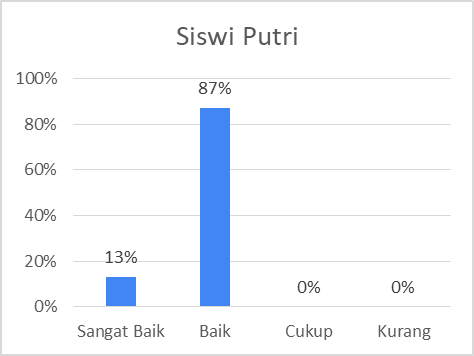 Siswi Putri
100%
80%
60%
40%
20%
0%
13%
87%
0%
0%
Sangat Baik
Baik
Cukup
Kurang